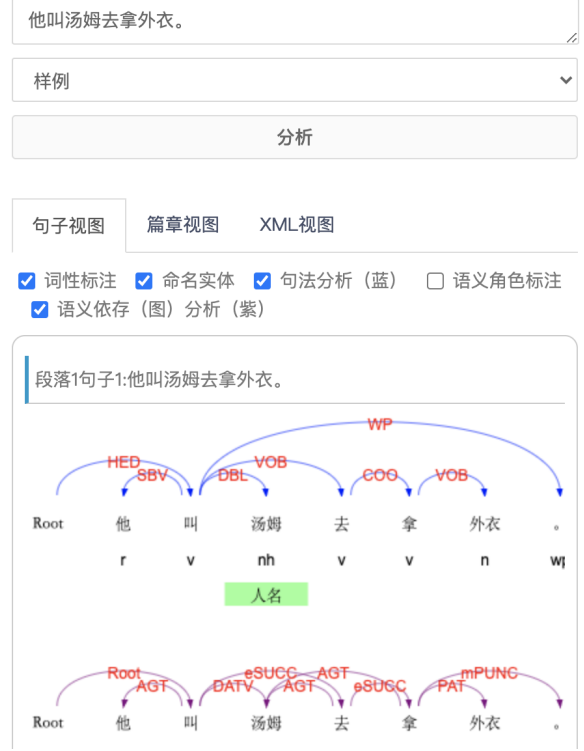 他叫汤姆去拿外衣。
样例
分析
句子视图 篇章视图 XML视图
词性标注 命名实体 句法分析（蓝） 语义角色标注
语义依存（图）分析（紫）
段落1句子1:他叫汤姆去拿外衣。
WP
HED SBV DBL VOB COO VOB
Root 他 叫 汤姆 去 拿 外衣 。
r v nh v v n wp
人名
Root eSUCC AGT mPUNC
AGT DATV AGT eSUCC PAT
Root 他 叫 汤姆 去 拿 外衣 。